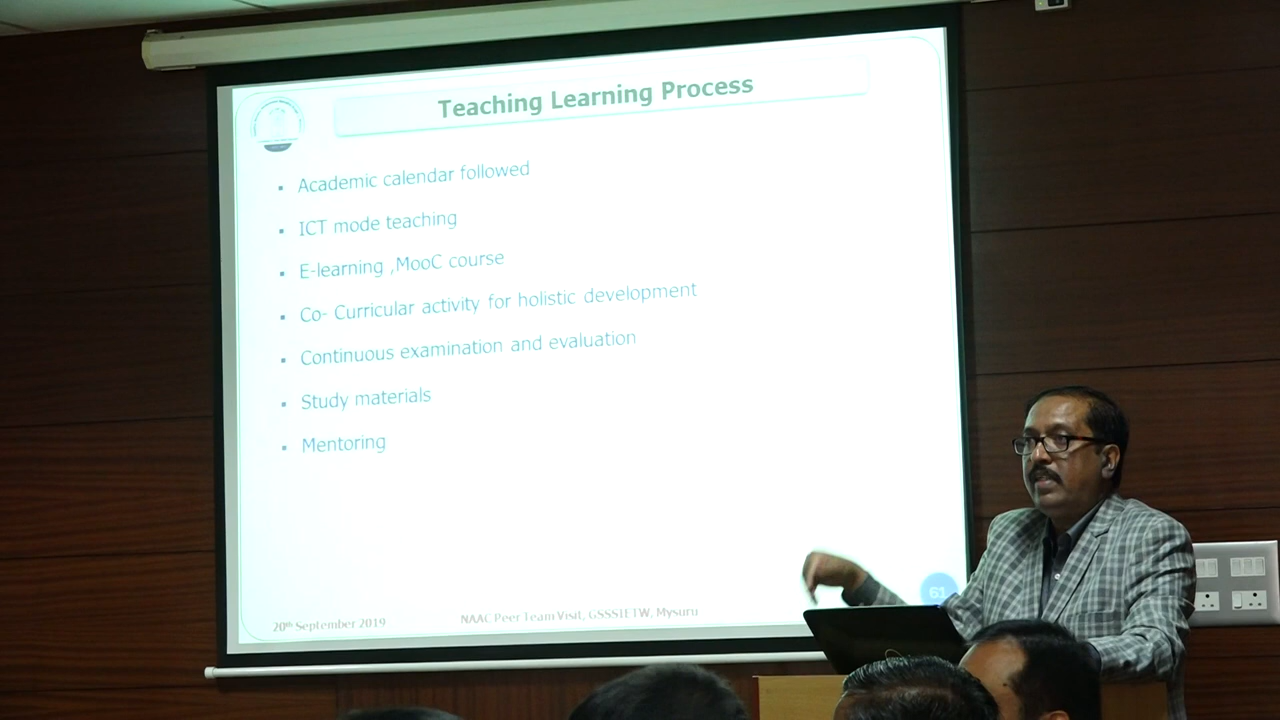 Teaching Learning Process
Academic calendar followed
ICT mode teaching
E-learning ,MooC course
Co- Curricular activity for holistic development
Continuous examination and evaluation
Study materials
Mentoring
61
20th September 2019
NAAC Peer Team Visit, GSSSIETW, Mysuru